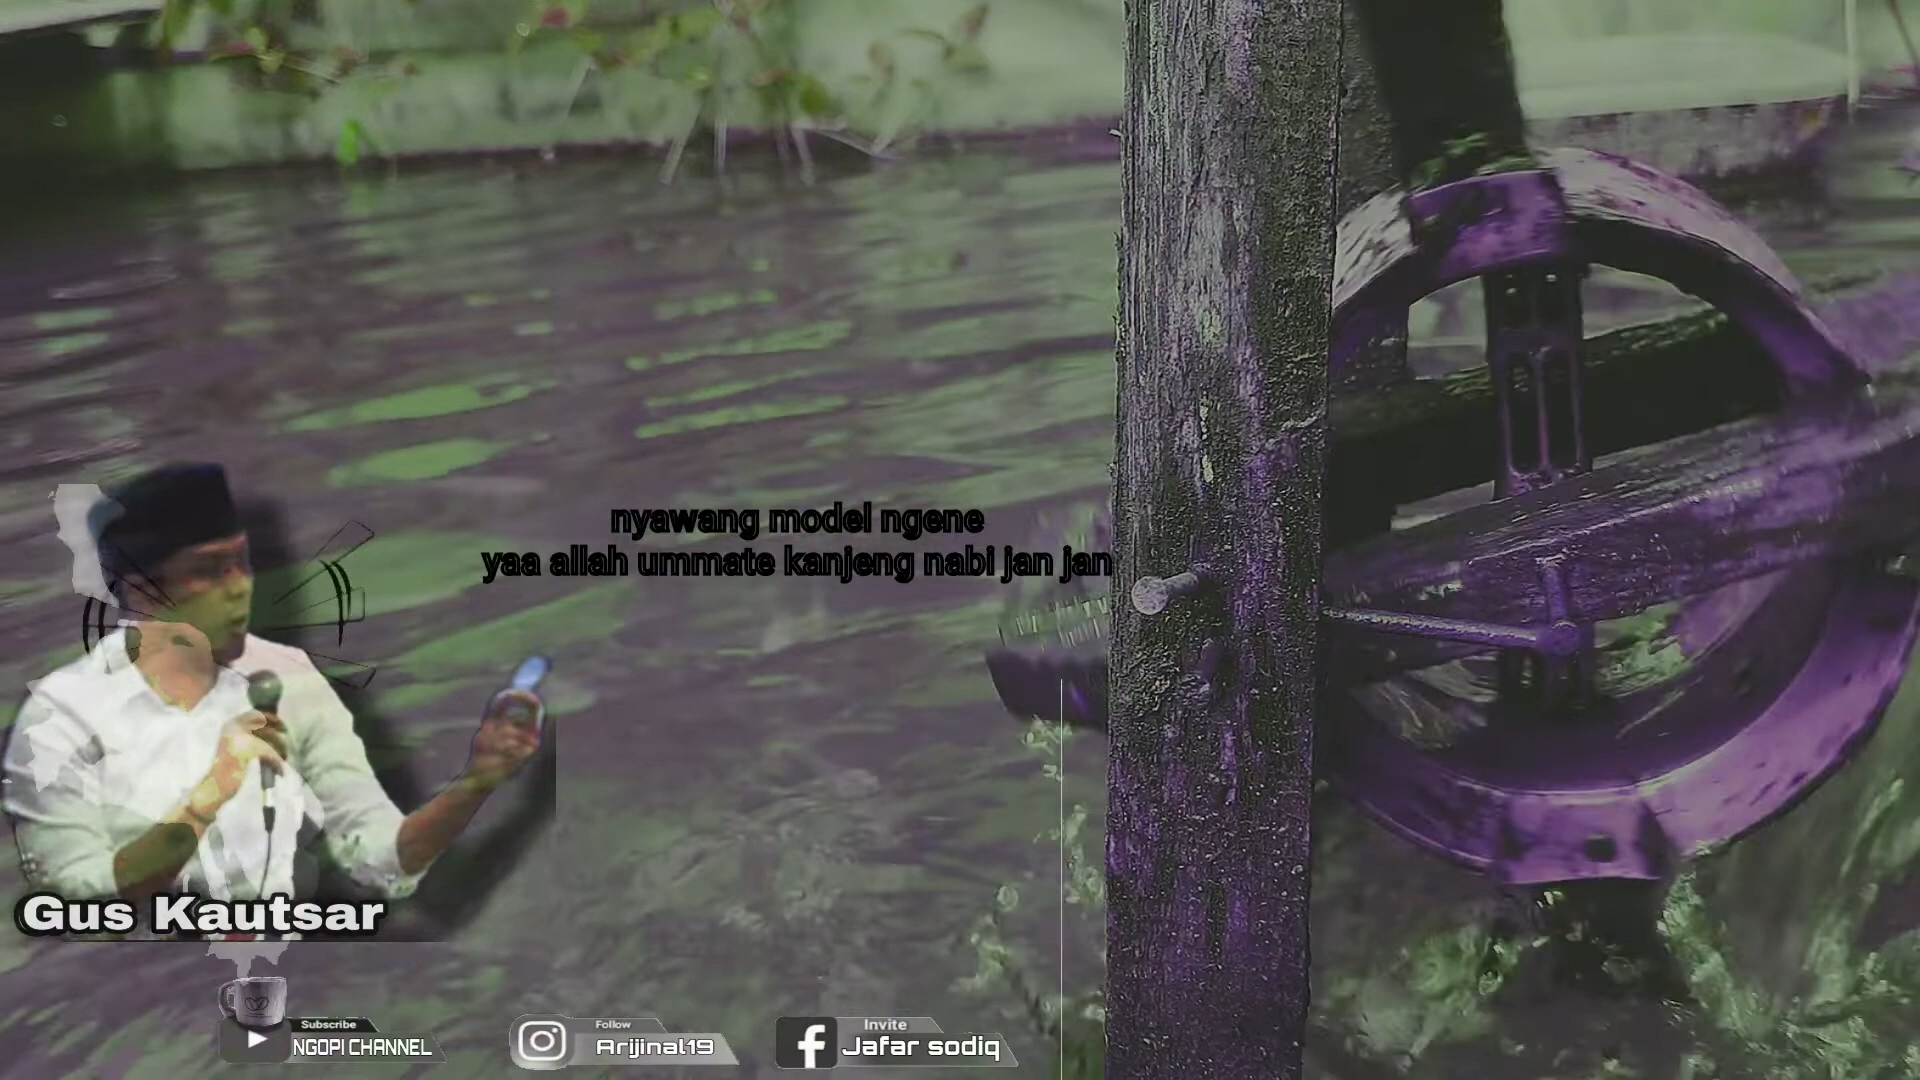 nyawang model ngene
yaa allah ummate kanjeng nabi jan jan
Gus Kautsar
Subscribe
NGOPI CHANNEL
Follow
Arijinal19
Invite
Jafar sodiq